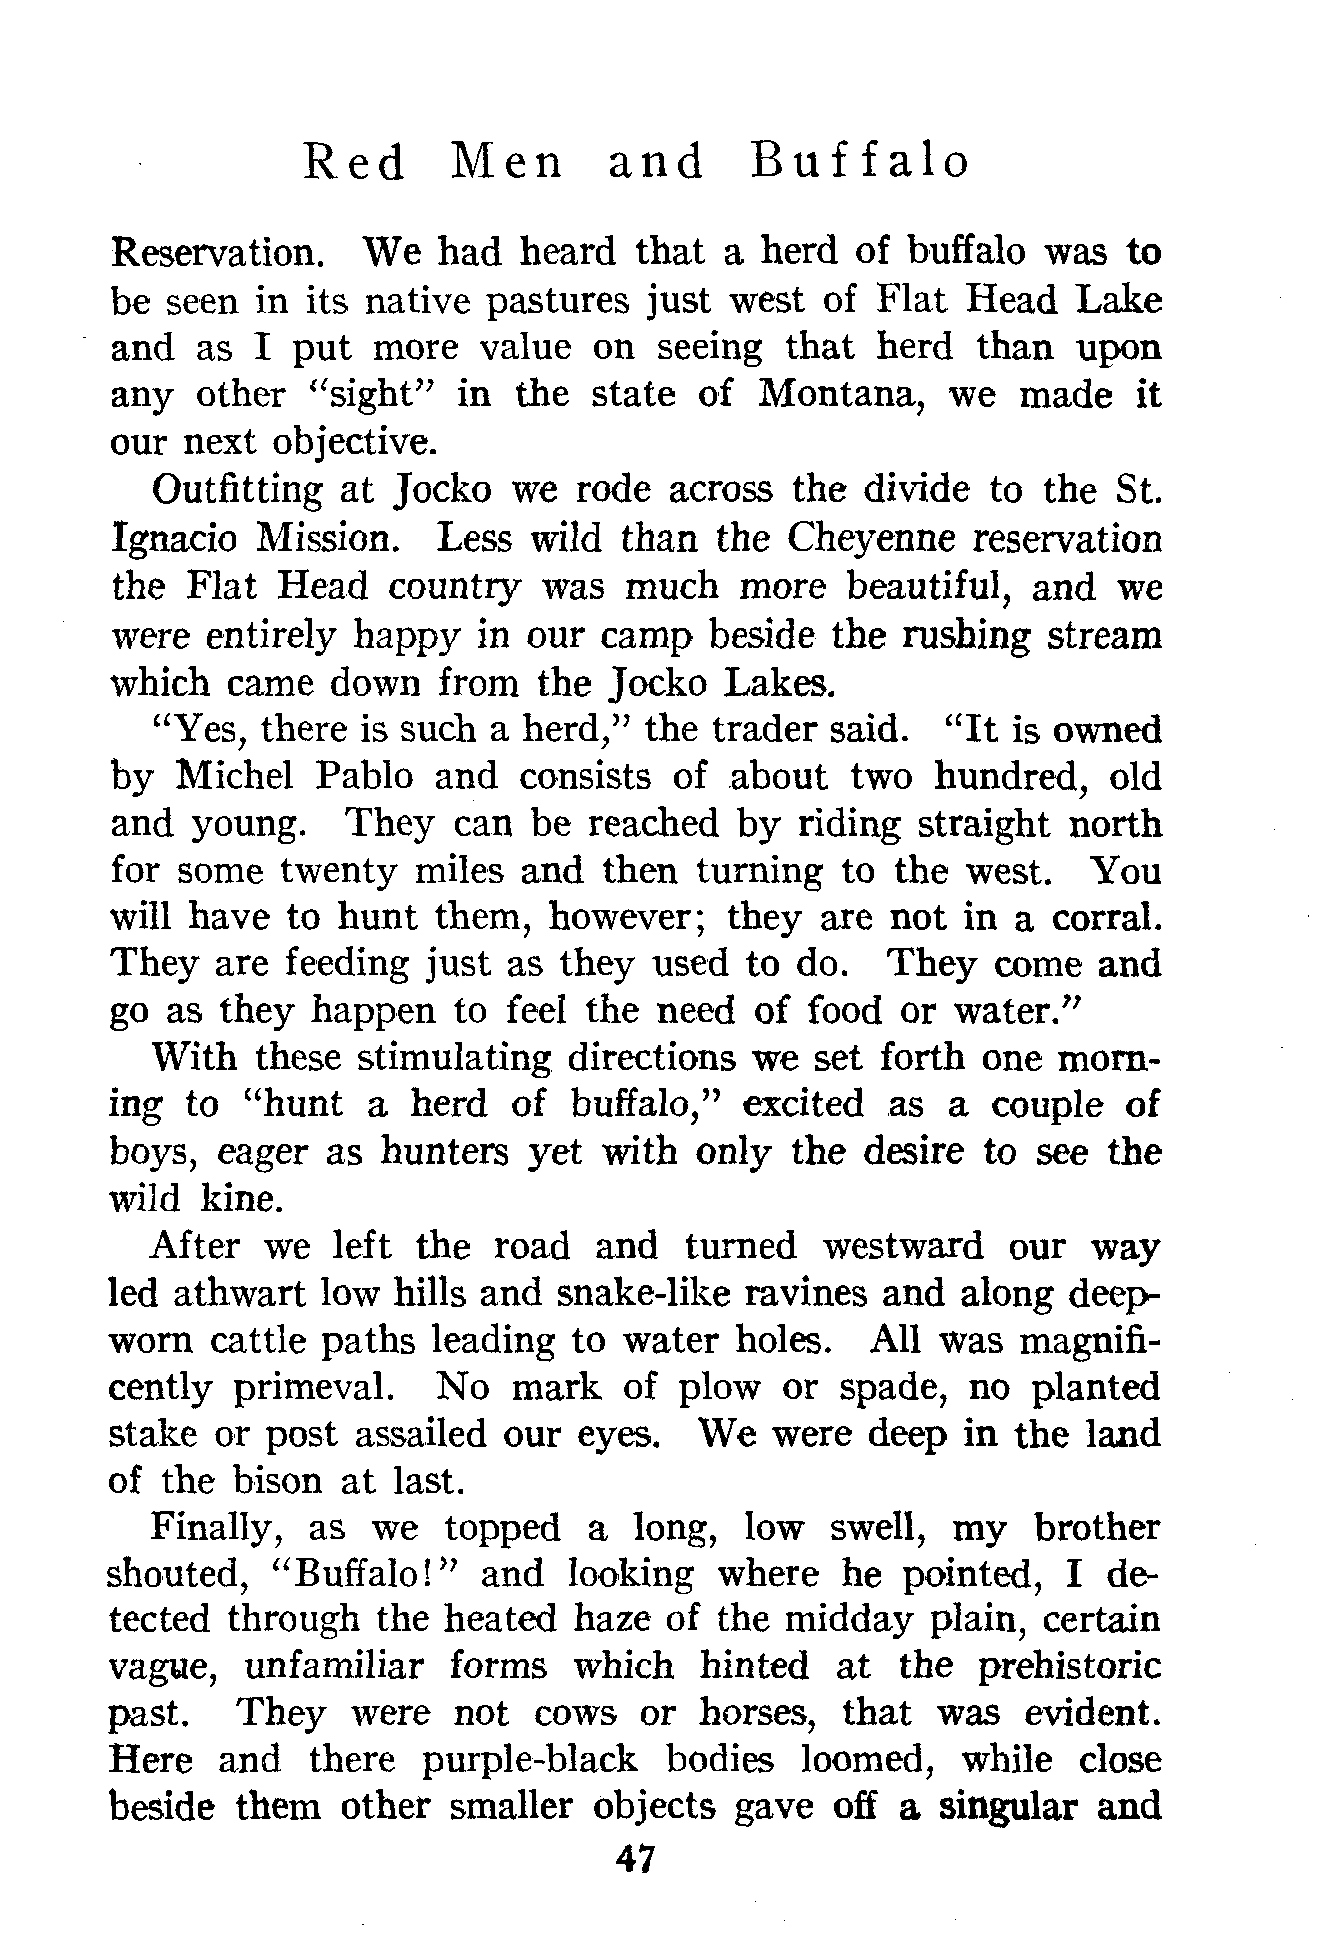 Red Men and Buffalo
Reservation. We had heard that a herd of buffalo was to
be seen in its native pastures just west of Flat Head Lake
and as I put more value on seeing that herd than upon
any other “sight” in the state of Montana, we made it
our next objective.
Outfitting at Jocko we rode across the divide to the St.
Ignacio Mission. Less wild than the Cheyenne reservation
the Flat Head country was much more beautiful, and we
were entirely happy in our camp beside the rushing stream
which came down from the Jocko Lakes.
“Yes, there is such a herd,” the trader said. “It is owned
by Michel Pablo and consists of about two hundred, old
and young. They can be reached by riding straight north
for some twenty miles and then turning to the west. You
will have to hunt them, however; they are not in a corral.
They are feeding just as they used to do. They come and
go as they happen to feel the need of food or water.”
With these stimulating directions we set forth one morn-
ing to “hunt a herd of buffalo,” excited as a couple of
boys, eager as hunters yet with only the desire to see the
wild kine.
After we left the road and turned westward our way
led athwart low hills and snake-like ravines and along deep-
worn cattle paths leading to water holes. All was magnifi-
cently primeval. No mark of plow or spade, no planted
stake or post assailed our eyes. We were deep in the land
of the bison at last.
Finally, as we topped a long, low swell, my brother
shouted, “Buffalo!” and looking where he pointed, I de-
tected through the heated haze of the midday plain, certain
vague, unfamiliar forms which hinted at the prehistoric
past. They were not cows or horses, that was evident.
Here and there purple-black bodies loomed, while close
beside them other smaller objects gave off a singular and
47